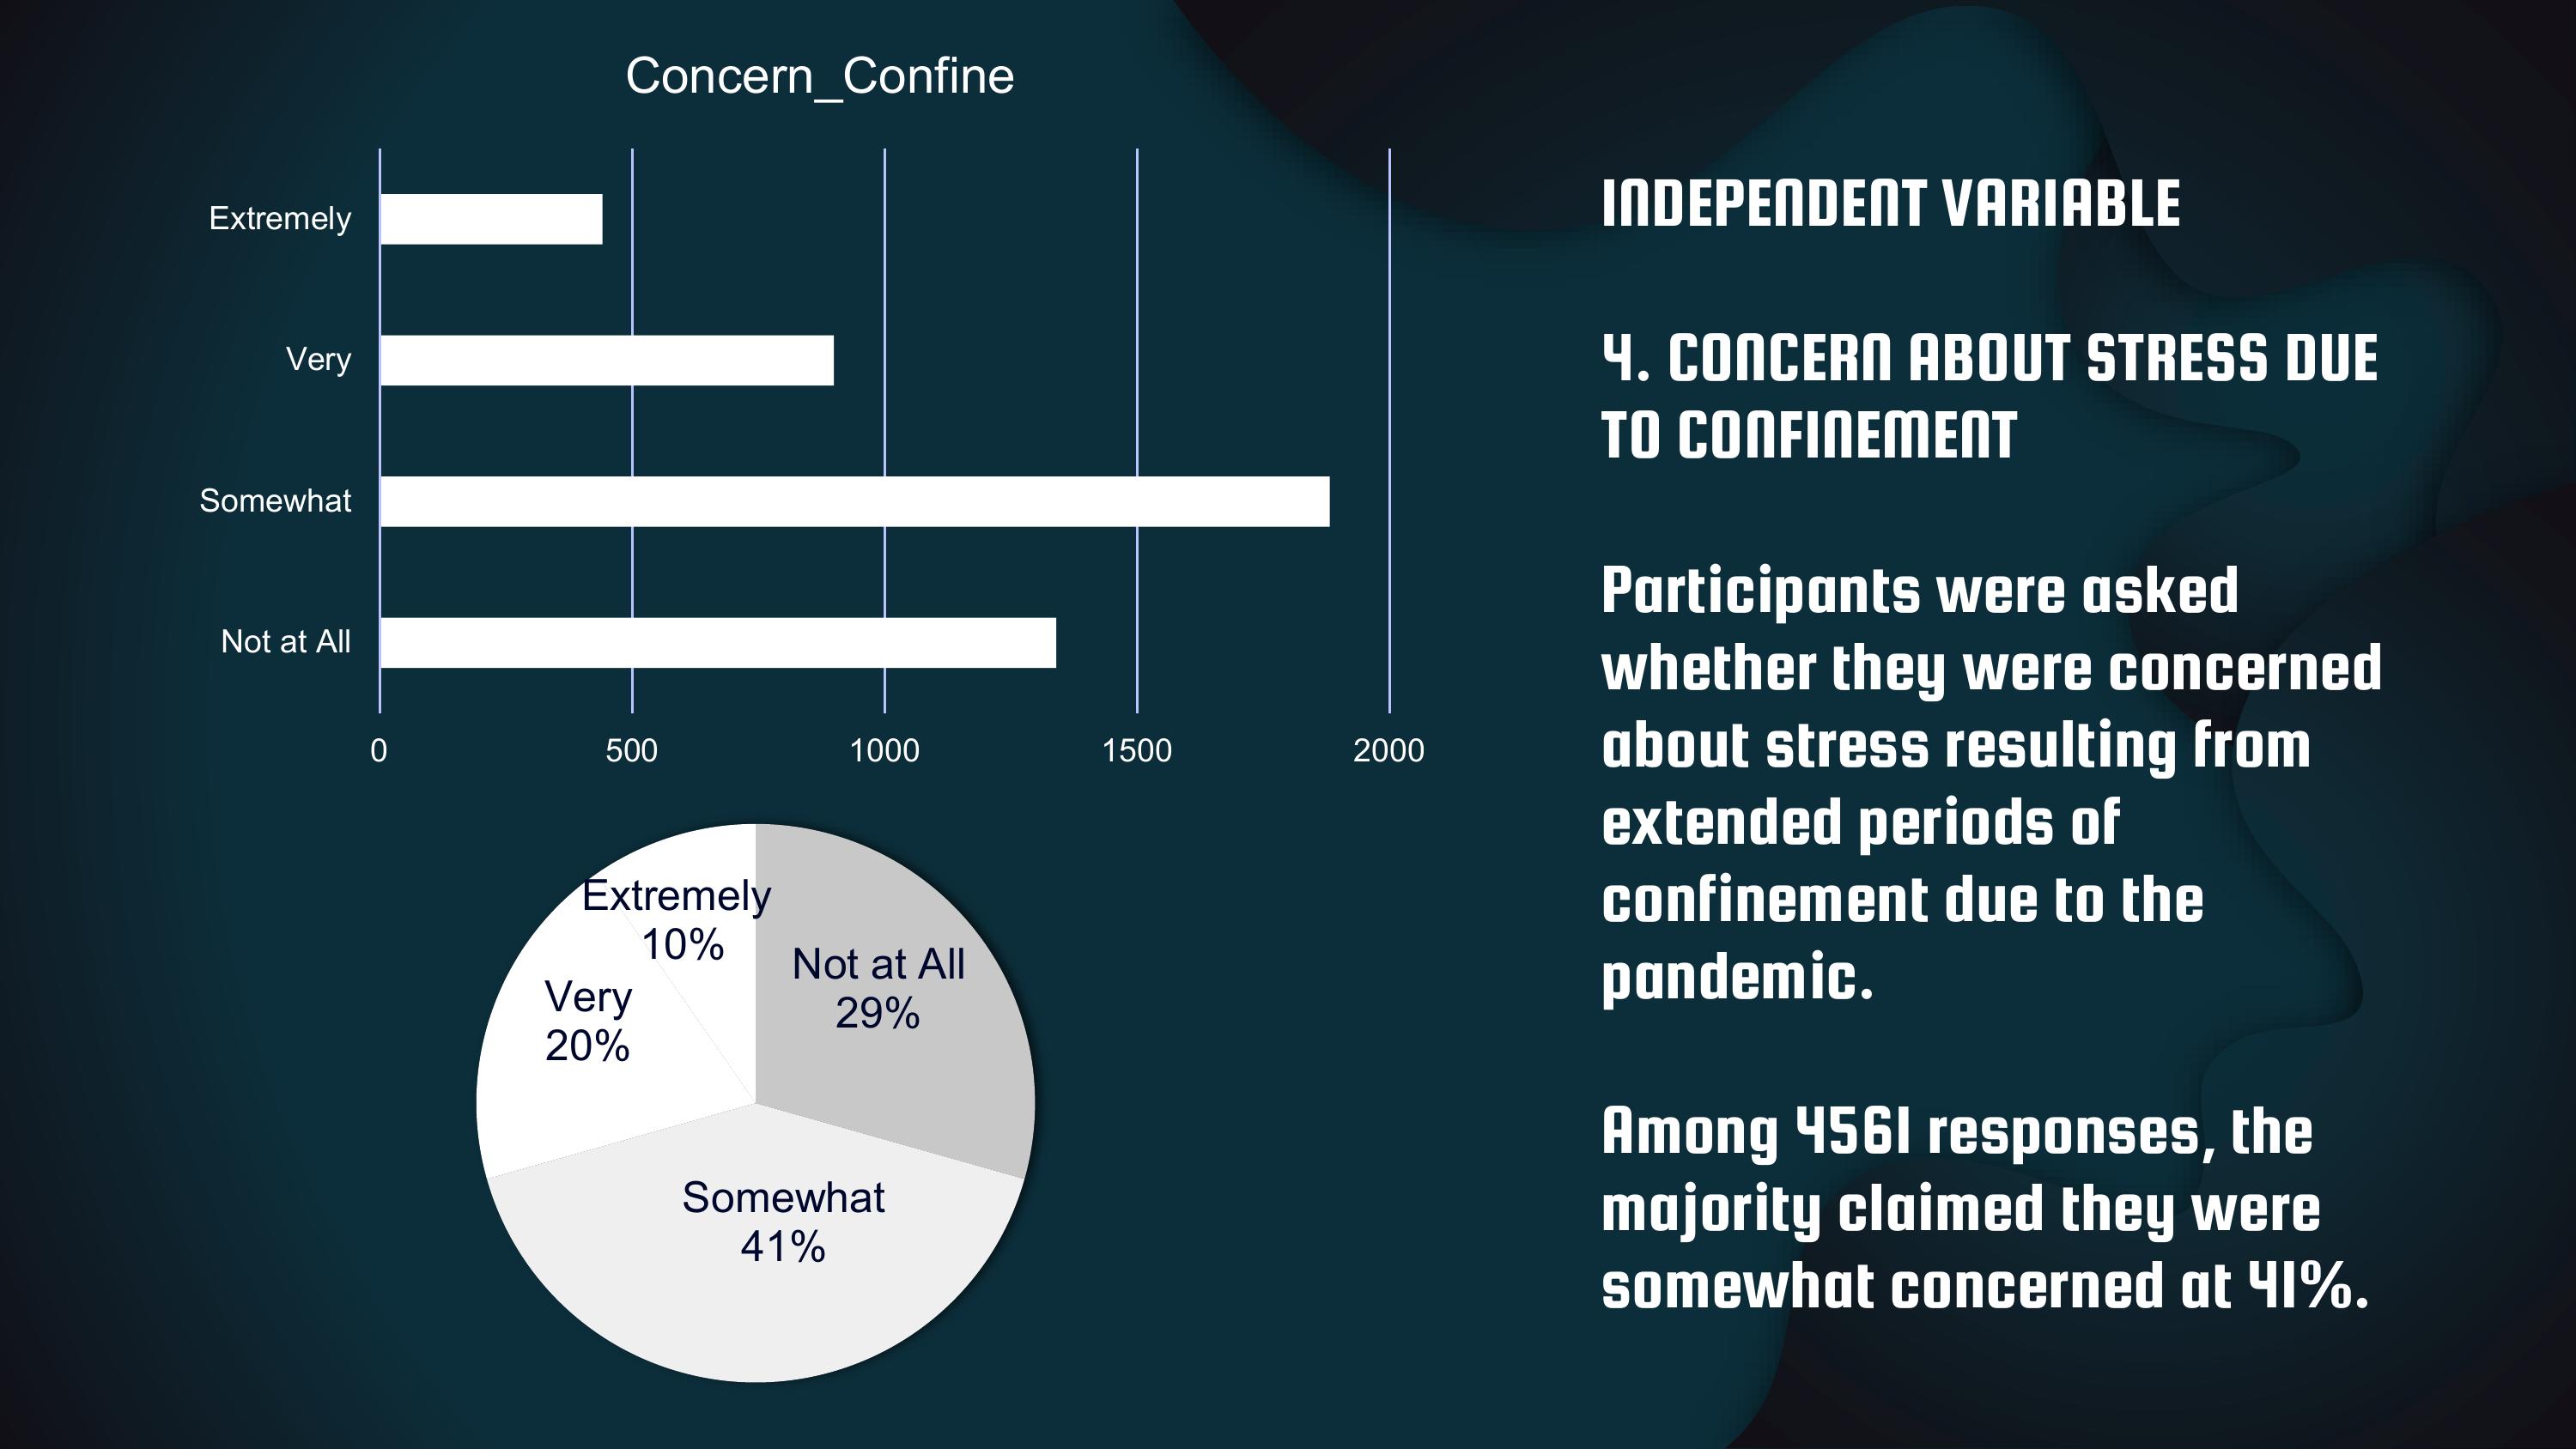 Concern_Confine
Extremely
Very
Somewhat
Not at All
0 500 1000 1500 2000
Extremely
10%
Not at All
29%
Very
20%
Somewhat
41%
INDEPENDENT VARIABLE
4. CONCERN ABOUT STRESS DUE
TO CONFINEMENT
Participants were asked
whether they were concerned
about stress resulting from
extended periods of
confinement due to the
pandemic.
Among 4561 responses, the
majority claimed they were
somewhat concerned at 41%.